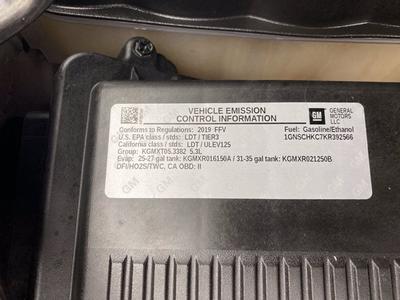 VEHICLE EMISSION
CONTROL INFORMATION
GM
GENERAL
MOTORS
LLC
Conforms to Regulations: 2019 FFV
Fuel: Gasoline/Ethanol
U.S. EPA class / stds: LDT / TIER3
1GNSCHKC7KR392566
California class / stds: LDT / ULEV125
Group: KGMXT05.3382 5.3L
Evap: 25-27 gal tank: KGMXR016150A / 31-35 gal tank: KGMXR021250B
DFI/HO2S/TWC, CA OBD: II